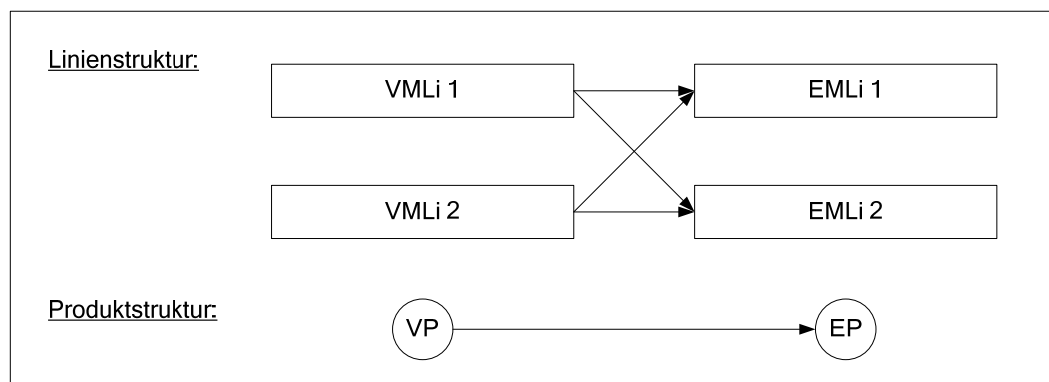 Linienstruktur:
VMLi 1
EMLi 1
VMLi 2
EMLi 2
Produktstruktur:
VP
EP